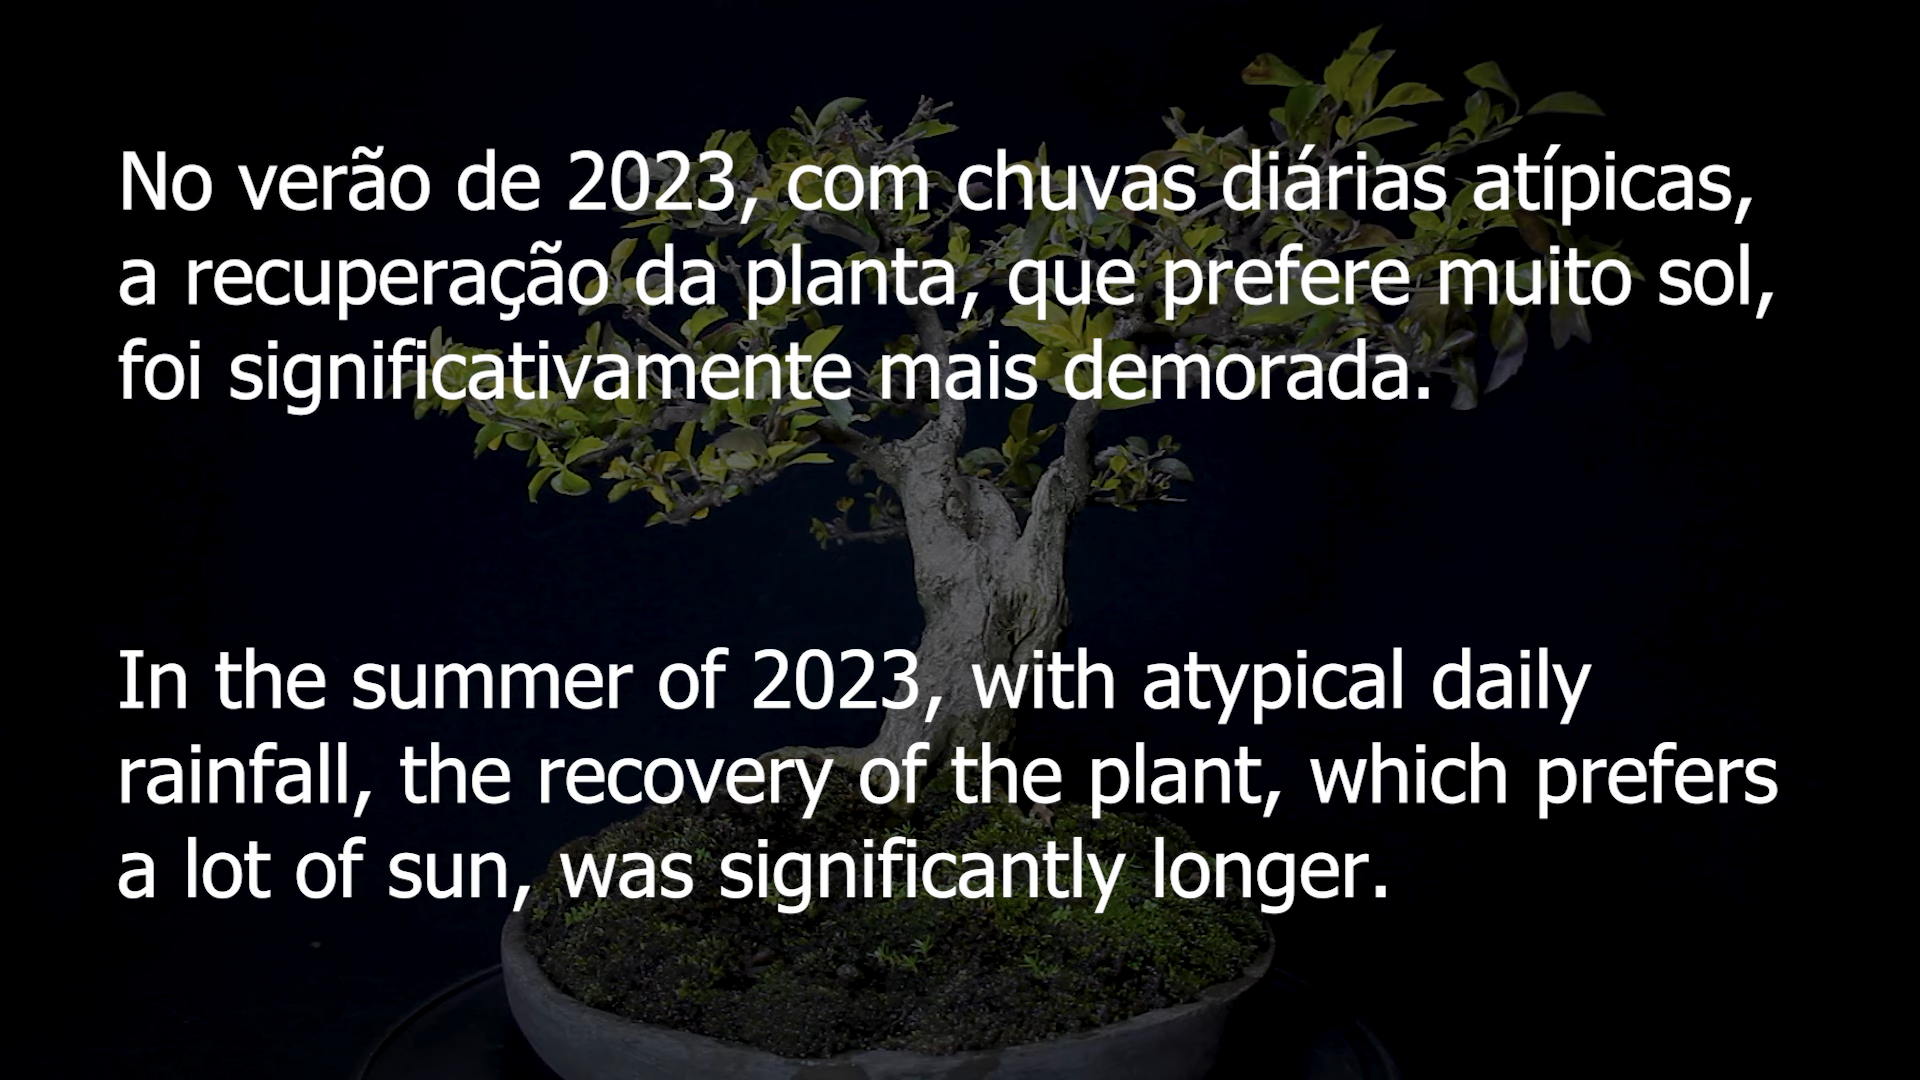 No verão de 2023, com chuvas diárias atípicas,
a recuperação da planta, que prefere muito sol,
foi significativamente mais demorada.
In the summer of 2023, with atypical daily
rainfall, the recovery of the plant, which prefers
a lot of sun, was significantly longer.